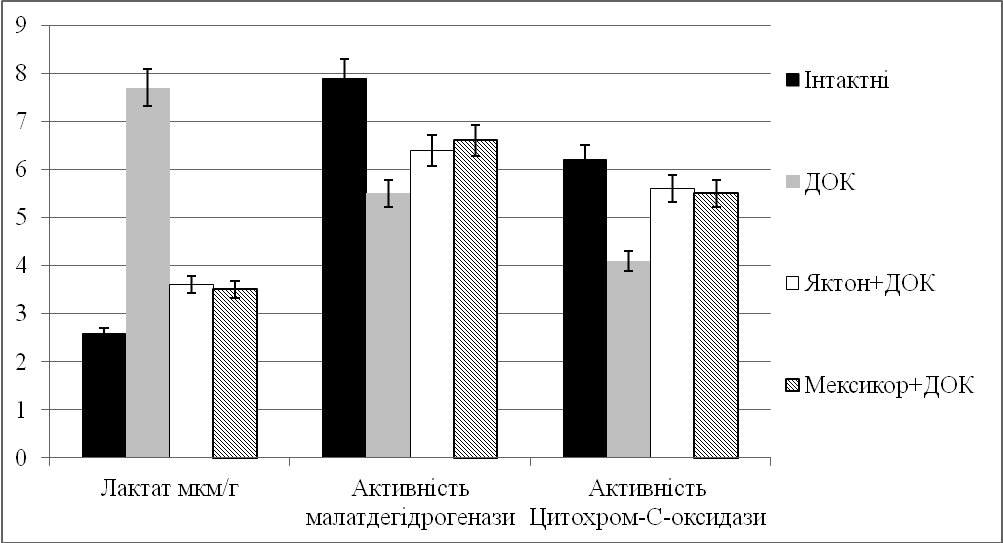 9
8
7
6
5
4
3
2
1
0
Лактат мкм/г
Активність
малатдегідрогенази
Активність
Цитохром-С-оксидази
Інтактні
ДОК
Яктон+ДОК
Мексикор+ДОК